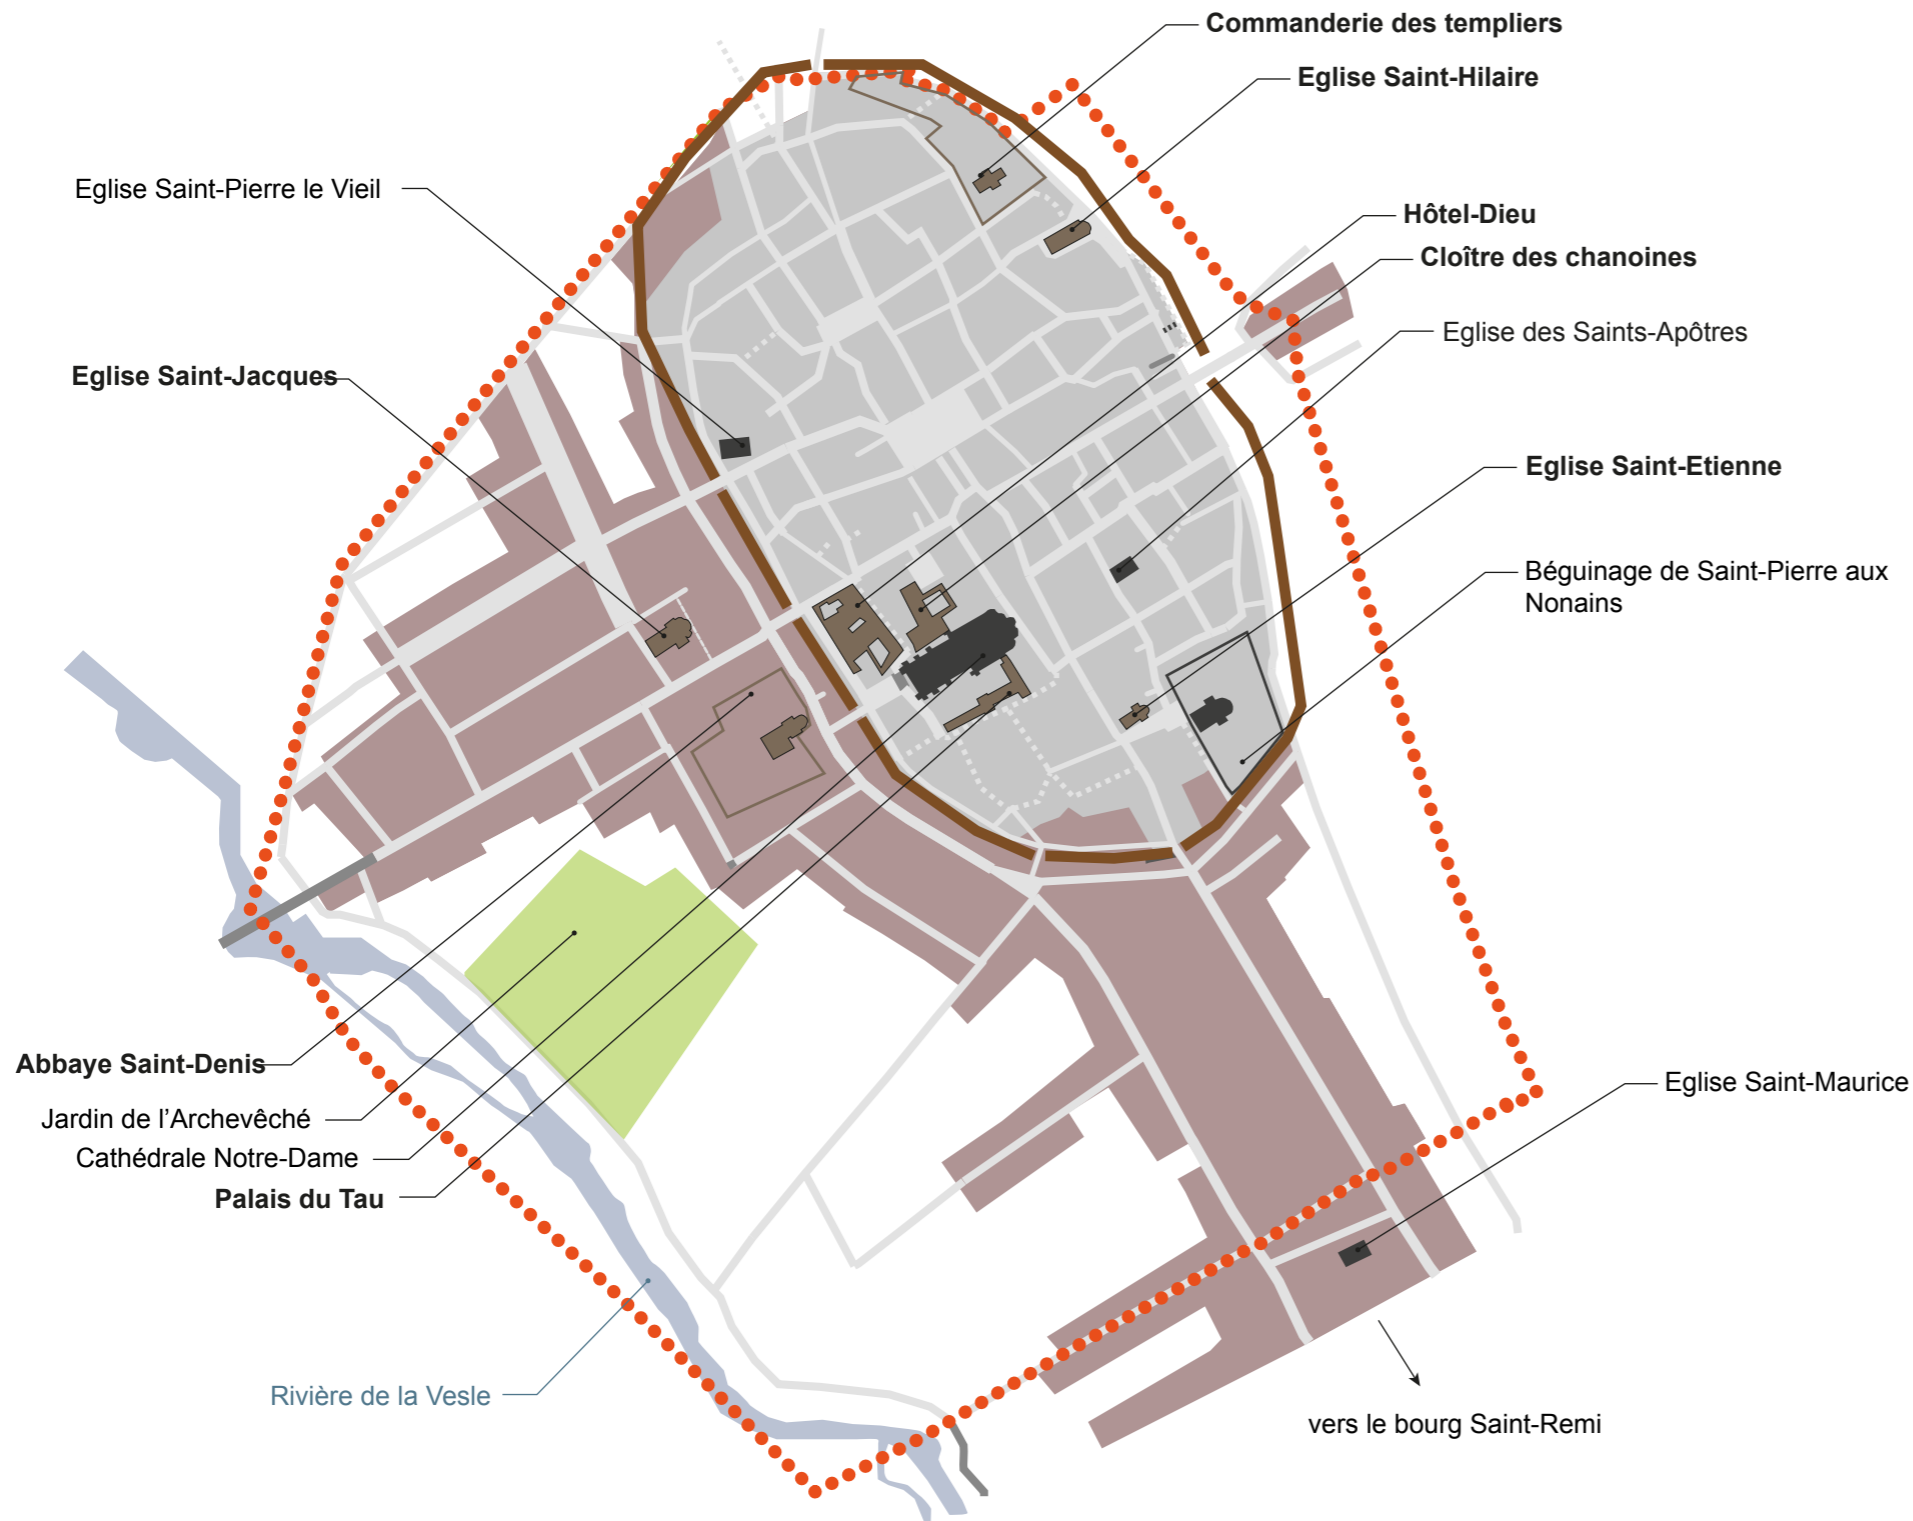 Commanderie des templiers
Eglise Saint-Hilaire
Eglise Saint-Pierre le Vieil
Hôtel-Dieu
Cloître des chanoines
Eglise des Saints-Apôtres
Eglise Saint-Jacques
Eglise Saint-Etienne
Béguinage de Saint-Pierre aux
Nonains
Abbaye Saint-Denis
Jardin de l’Archevêché
Cathédrale Notre-Dame
Palais du Tau
Eglise Saint-Maurice
Rivière de la Vesle
vers le bourg Saint-Remi